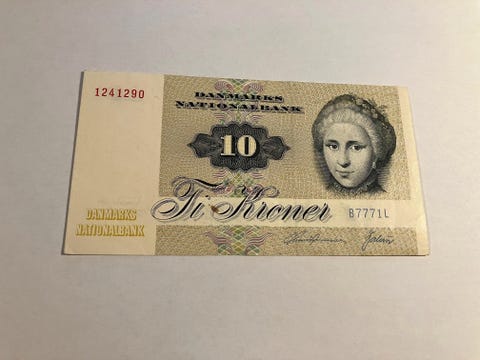 1241290
DANMARKS
NATIONALBANK
10
Ti Kroner
B7771L
DANMARKS
NATIONALBANK